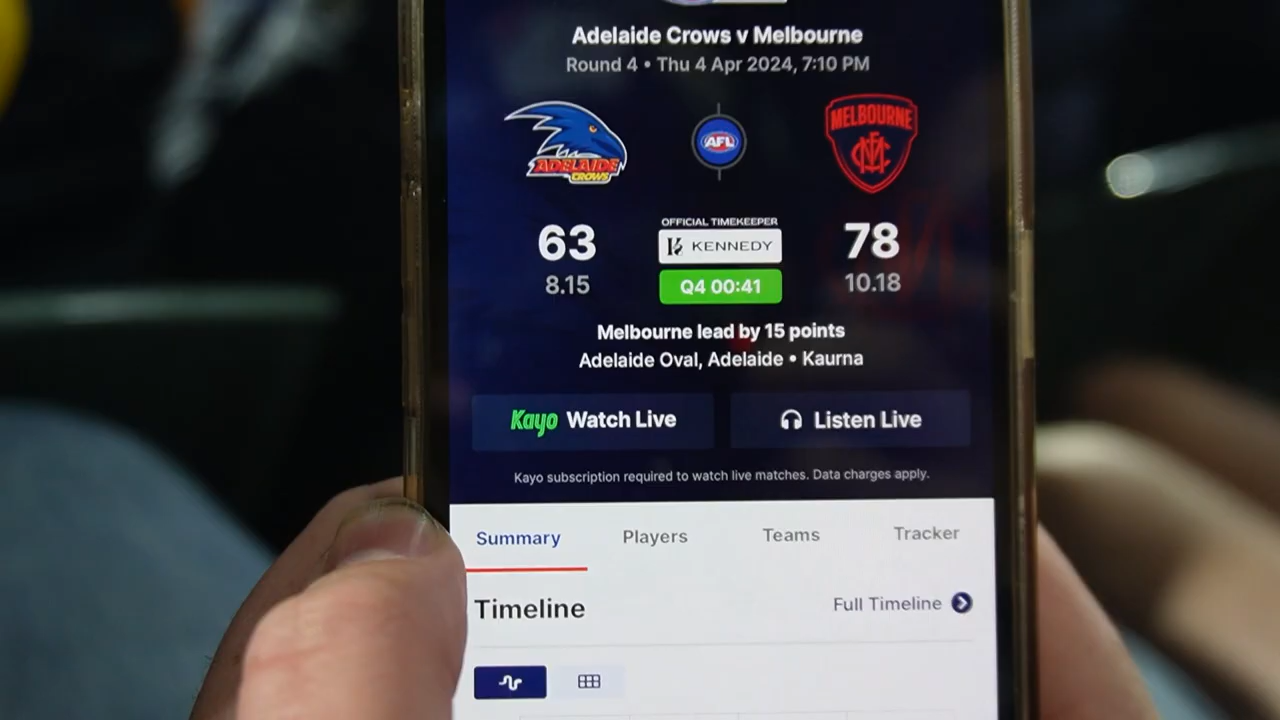 Adelaide Crows v Melbourne
Round 4 • Thu 4 Apr 2024, 7:10 PM
ADELAIDE
CROWS
AFL
MELBOURNE
63
8.15
OFFICIAL TIMEKEEPER
KENNEDY
Q4 00:41
78
10.18
Melbourne lead by 15 points
Adelaide Oval, Adelaide • Kaurna
Kayo Watch Live
Listen Live
Kayo subscription required to watch live matches. Data charges apply.
Summary
Players
Teams
Tracker
Timeline
Full Timeline